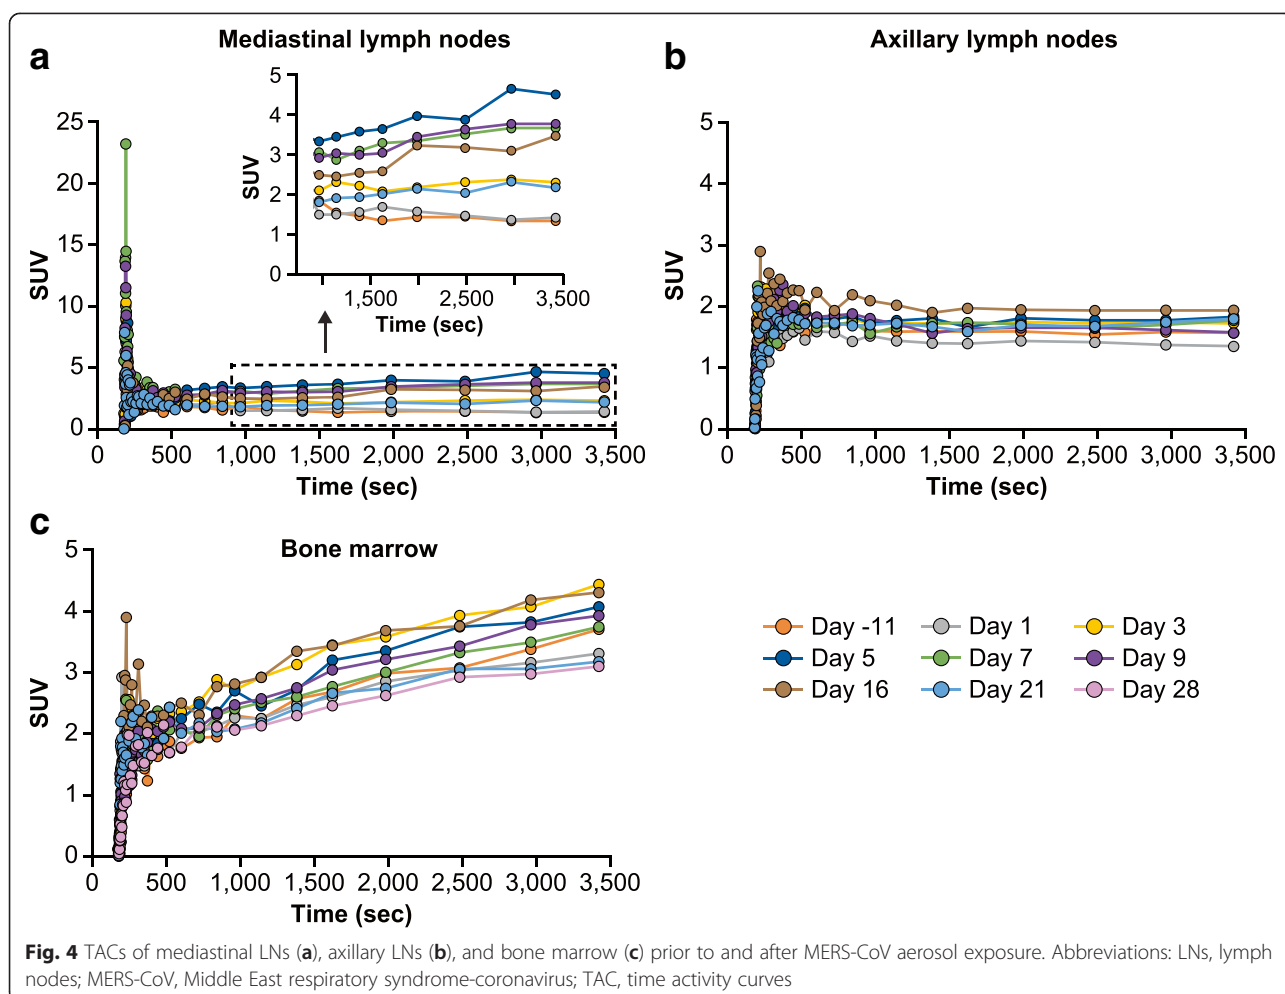 a
Mediastinal lymph nodes
25
20
15
10
5
0
SUV
0 500 1,000 1,500 2,000 2,500 3,000 3,500
Time (sec)
5
4
3
2
1
0
SUV
1,500 2,500 3,500
Time (sec)
b
Axillary lymph nodes
5
4
3
2
1
0
SUV
0 500 1,000 1,500 2,000 2,500 3,000 3,500
Time (sec)
c
Bone marrow
5
4
3
2
1
0
SUV
0 500 1,000 1,500 2,000 2,500 3,000 3,500
Time (sec)
Day -11 Day 1 Day 3
Day 5 Day 7 Day 9
Day 16 Day 21 Day 28
Fig. 4 TACs of mediastinal LNs (a), axillary LNs (b), and bone marrow (c) prior to and after MERS-CoV aerosol exposure. Abbreviations: LNs, lymph
nodes; MERS-CoV, Middle East respiratory syndrome-coronavirus; TAC, time activity curves